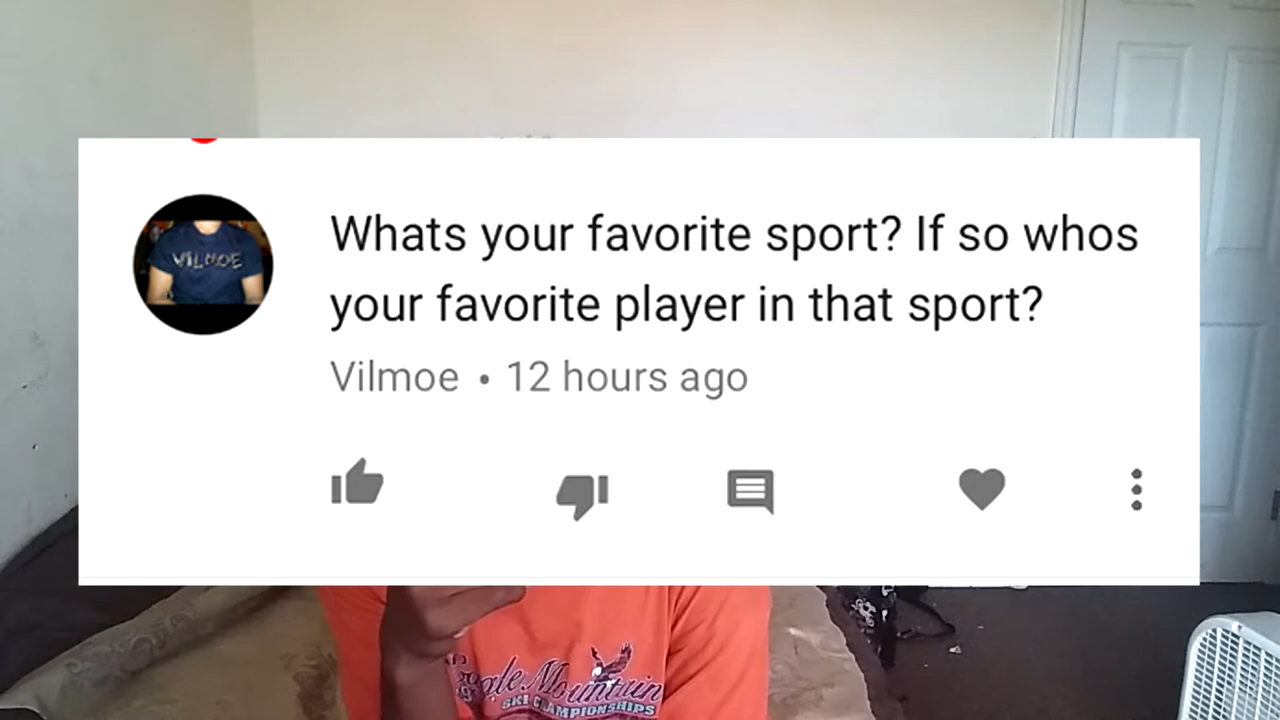 VILMOE
Whats your favorite sport? If so whos
your favorite player in that sport?
Vilmoe • 12 hours ago
Mountain
SKI CHAMPIONSHIPS